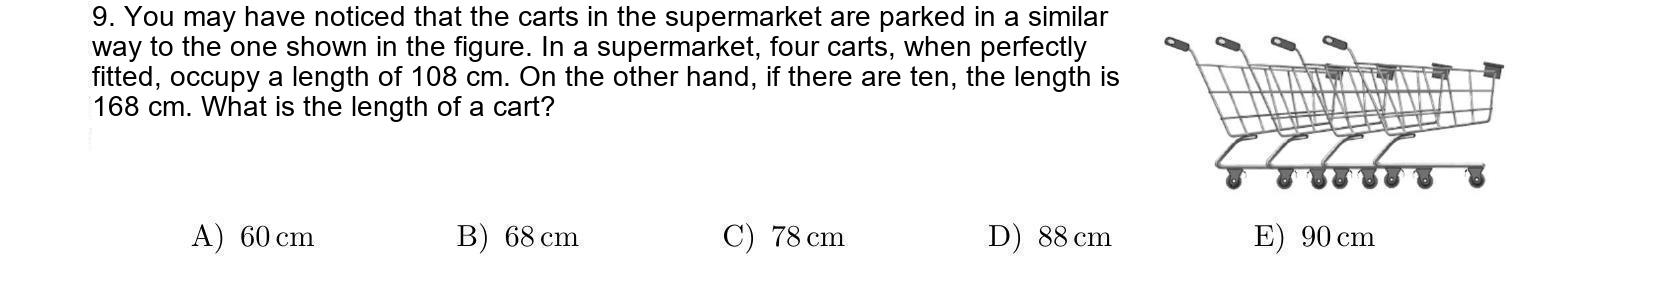 9. You may have noticed that the carts in the supermarket are parked in a similar
way to the one shown in the figure. In a supermarket, four carts, when perfectly
fitted, occupy a length of 108 cm. On the other hand, if there are ten, the length is
168 cm. What is the length of a cart?
A) 60 cm B) 68 cm C) 78 cm D) 88 cm E) 90 cm